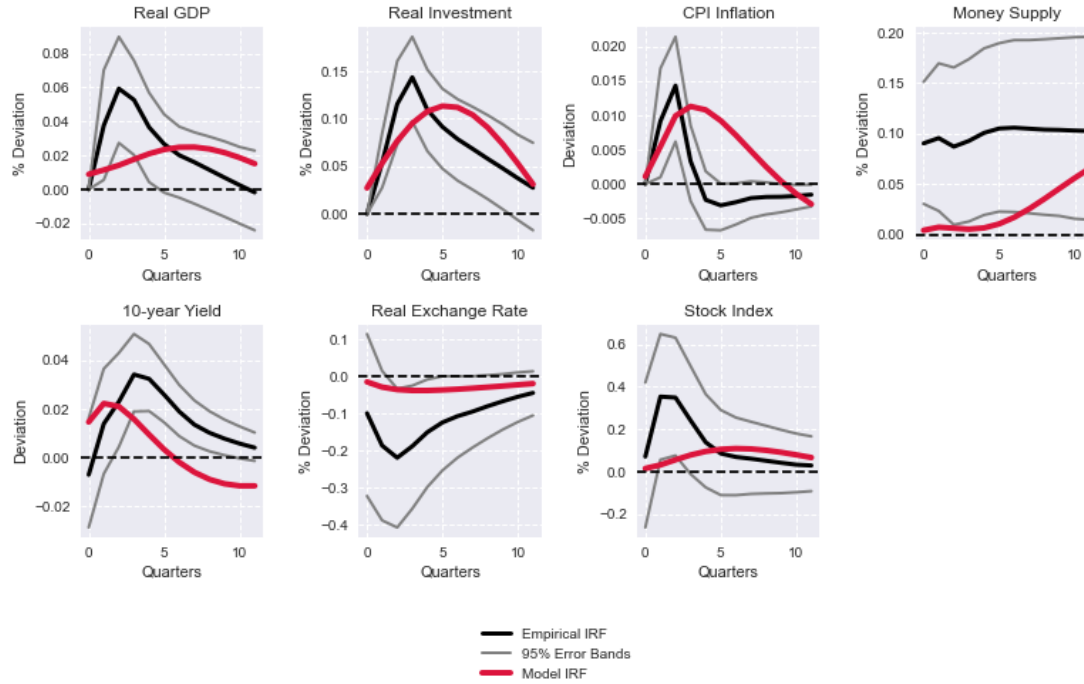 Real GDP
% Deviation
0.08
0.06
0.04
0.02
0.00
−0.02
0
5
10
Quarters
Real Investment
% Deviation
0.15
0.10
0.05
0.00
0
5
10
Quarters
CPI Inflation
Deviation
0.020
0.015
0.010
0.005
0.000
−0.005
0
5
10
Quarters
Money Supply
% Deviation
0.20
0.15
0.10
0.05
0.00
0
5
10
Quarters
10-year Yield
Deviation
0.04
0.02
0.00
−0.02
0
5
10
Quarters
Real Exchange Rate
% Deviation
0.1
0.0
−0.1
−0.2
−0.3
−0.4
0
5
10
Quarters
Stock Index
% Deviation
0.6
0.4
0.2
0.0
−0.2
0
5
10
Quarters
Empirical IRF
95% Error Bands
Model IRF